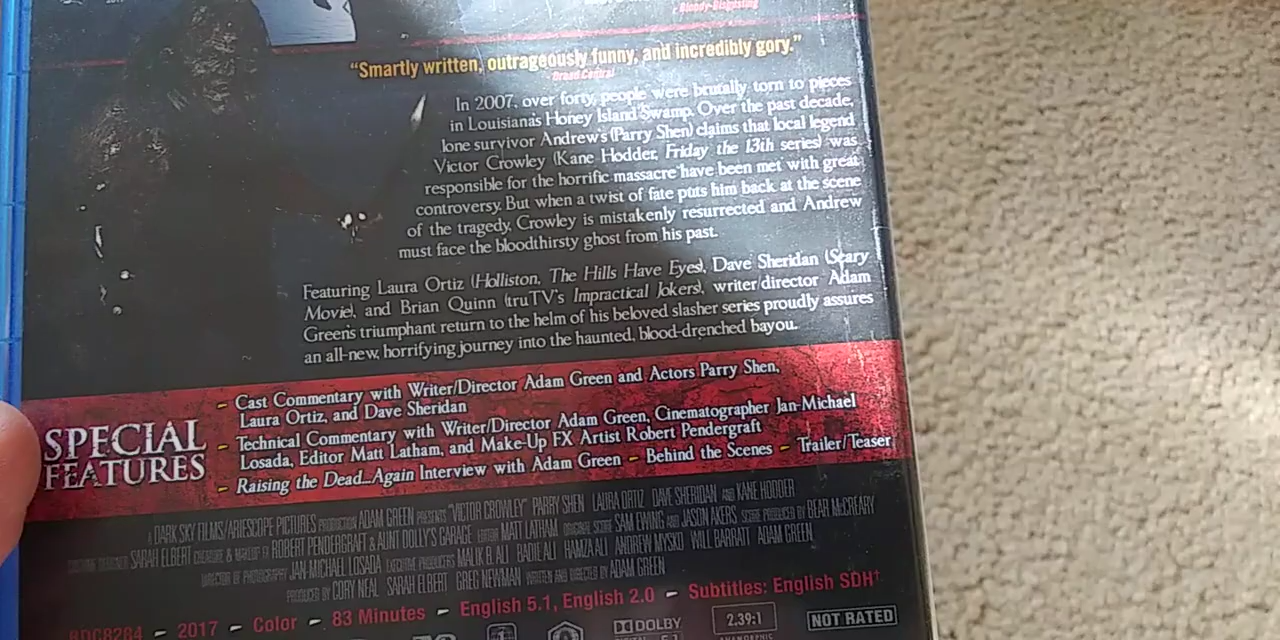 - Bloody-Disgusting
"Smartly written, outrageously funny, and incredibly gory."
- Dread Central
In 2007, over forty people were brutally torn to pieces
in Louisiana's Honey Island Swamp. Over the past decade,
lone survivor Andrew's (Parry Shen) claims that local legend
Victor Crowley (Kane Hodder, Friday the 13th series) was
responsible for the horrific massacre have been met with great
controversy. But when a twist of fate puts him back at the scene
of the tragedy, Crowley is mistakenly resurrected and Andrew
must face the bloodthirsty ghost from his past.
Featuring Laura Ortiz (Holliston, The Hills Have Eyes), Dave Sheridan (Scary
Movie), and Brian Quinn (truTV's Impractical Jokers), writer/director Adam
Green's triumphant return to the helm of his beloved slasher series proudly assures
an all-new, horrifying journey into the haunted, blood-drenched bayou.
SPECIAL
FEATURES
– Cast Commentary with Writer/Director Adam Green and Actors Parry Shen,
Laura Ortiz, and Dave Sheridan
– Technical Commentary with Writer/Director Adam Green, Cinematographer Jan-Michael
Losada, Editor Matt Latham, and Make-Up FX Artist Robert Pendergraft
– Raising the Dead...Again Interview with Adam Green – Behind the Scenes – Trailer/Teaser
A DARK SKY FILMS/ARIESCOPE PICTURES PRODUCTION ADAM GREEN PRESENTS "VICTOR CROWLEY" PARRY SHEN LAURA ORTIZ DAVE SHERIDAN AND KANE HODDER
SARAH ELBERT CREATURE & MAKEUP BY ROBERT PENDERGRAFT & AUNT DOLLY'S GARAGE EDITOR MATT LATHAM ORIGINAL SCORE SAM EWING AND JASON AKERS SCORE PRODUCED BY BEAR McCREARY
DIRECTOR OF PHOTOGRAPHY JAN-MICHAEL LOSADA EXECUTIVE PRODUCERS MALIK B. ALI BADIE ALI HAMZA ALI ANDREW MYSKO WILL BARRATT ADAM GREEN
PRODUCED BY CORY NEAL SARAH ELBERT GREG NEWMAN WRITTEN AND DIRECTED BY ADAM GREEN
– 2017 – Color – 83 Minutes – English 5.1, English 2.0 – Subtitles: English SDH†
DOLBY
2.39:1
NOT RATED